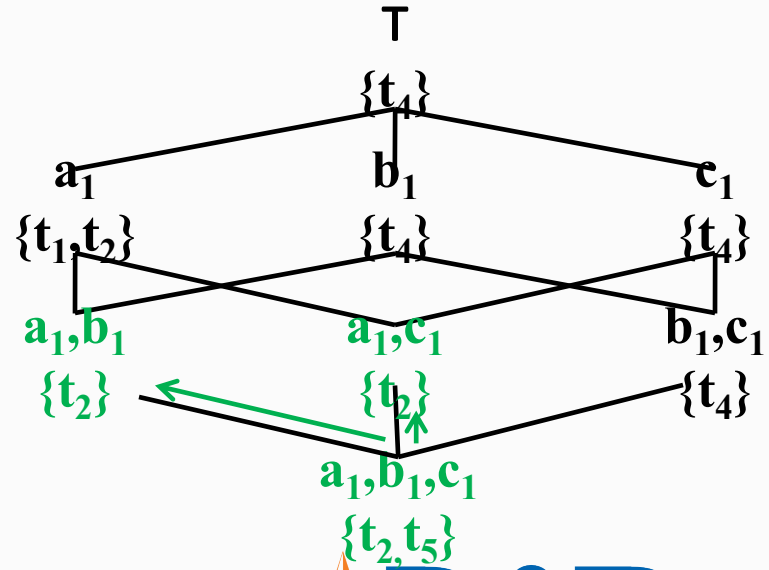 T
{t₄}
a₁ b₁ c₁
{t₁,t₂} {t₄} {t₄}
a₁,b₁ a₁,c₁ b₁,c₁
{t₂} {t₂} {t₄}
a₁,b₁,c₁
{t₂,t₅}